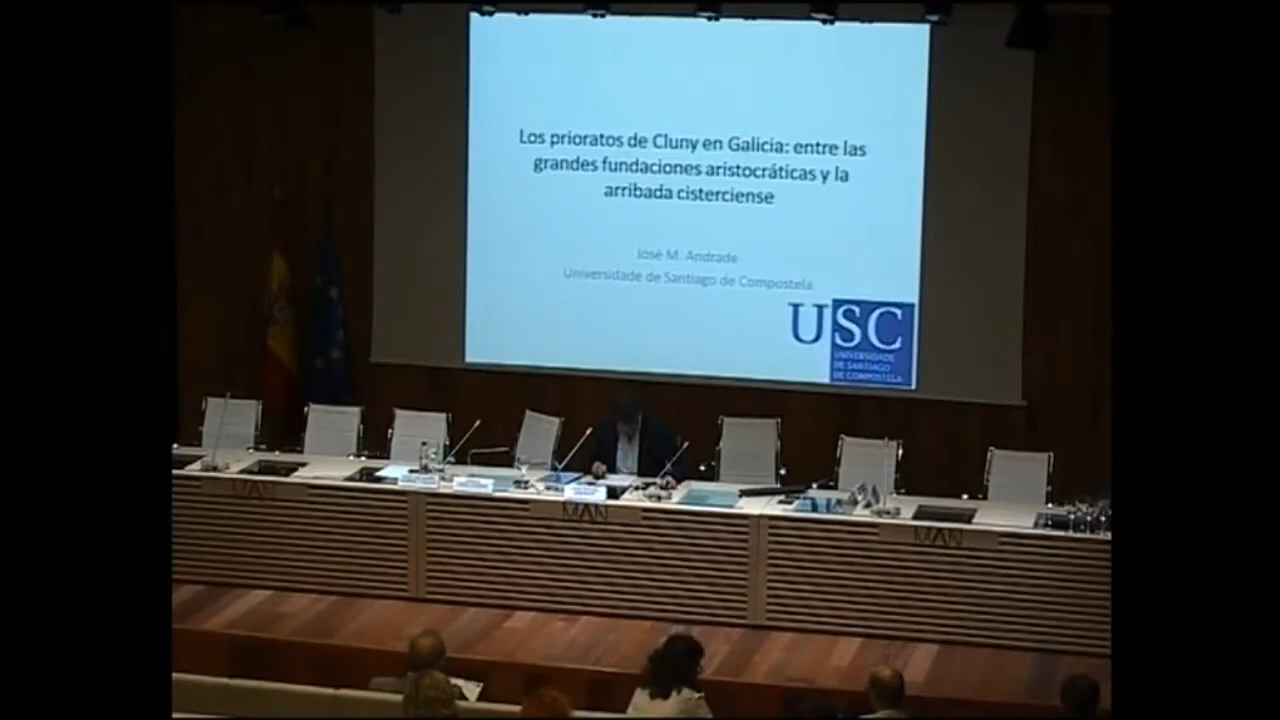 Los prioratos de Cluny en Galicia: entre las
grandes fundaciones aristocráticas y la
arribada cisterciense
José M. Andrade
Universidade de Santiago de Compostela
USC
UNIVERSIDADE
DE SANTIAGO
DE COMPOSTELA
MAN
MAN
MAN